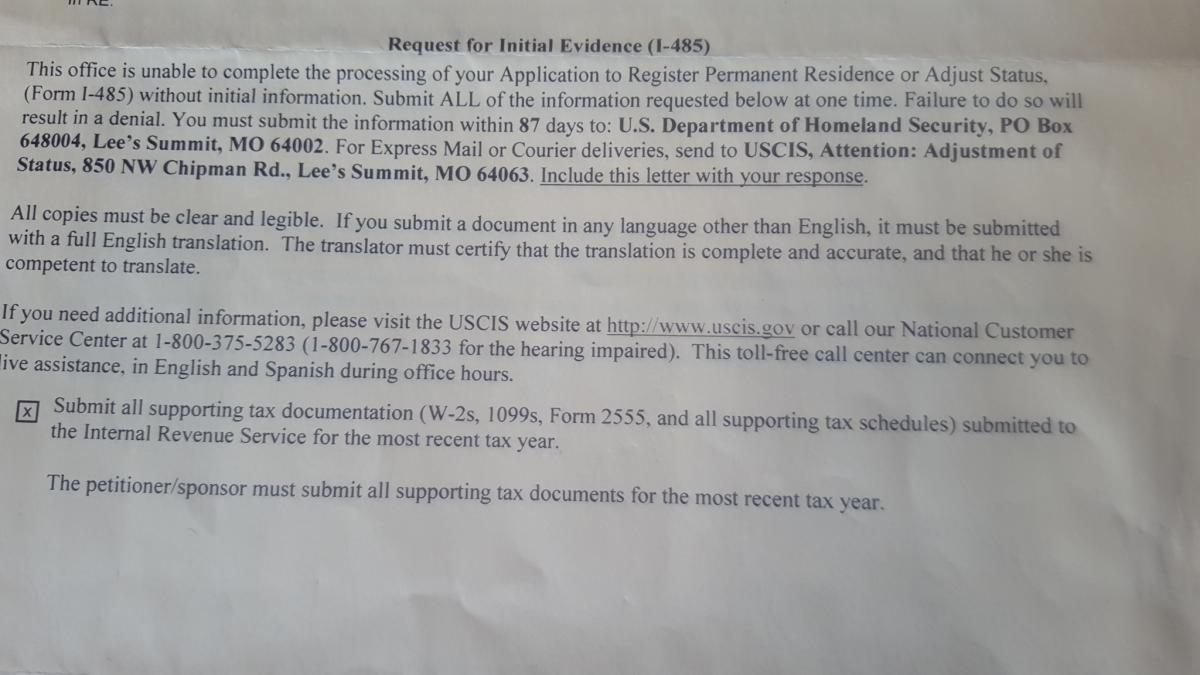 in RE:
Request for Initial Evidence (I-485)
This office is unable to complete the processing of your Application to Register Permanent Residence or Adjust Status,
(Form I-485) without initial information. Submit ALL of the information requested below at one time. Failure to do so will
result in a denial. You must submit the information within 87 days to: U.S. Department of Homeland Security, PO Box
648004, Lee's Summit, MO 64002. For Express Mail or Courier deliveries, send to USCIS, Attention: Adjustment of
Status, 850 NW Chipman Rd., Lee's Summit, MO 64063. Include this letter with your response.
All copies must be clear and legible. If you submit a document in any language other than English, it must be submitted
with a full English translation. The translator must certify that the translation is complete and accurate, and that he or she is
competent to translate.
If you need additional information, please visit the USCIS website at http://www.uscis.gov or call our National Customer
Service Center at 1-800-375-5283 (1-800-767-1833 for the hearing impaired). This toll-free call center can connect you to
live assistance, in English and Spanish during office hours.
x Submit all supporting tax documentation (W-2s, 1099s, Form 2555, and all supporting tax schedules) submitted to
the Internal Revenue Service for the most recent tax year.
The petitioner/sponsor must submit all supporting tax documents for the most recent tax year.